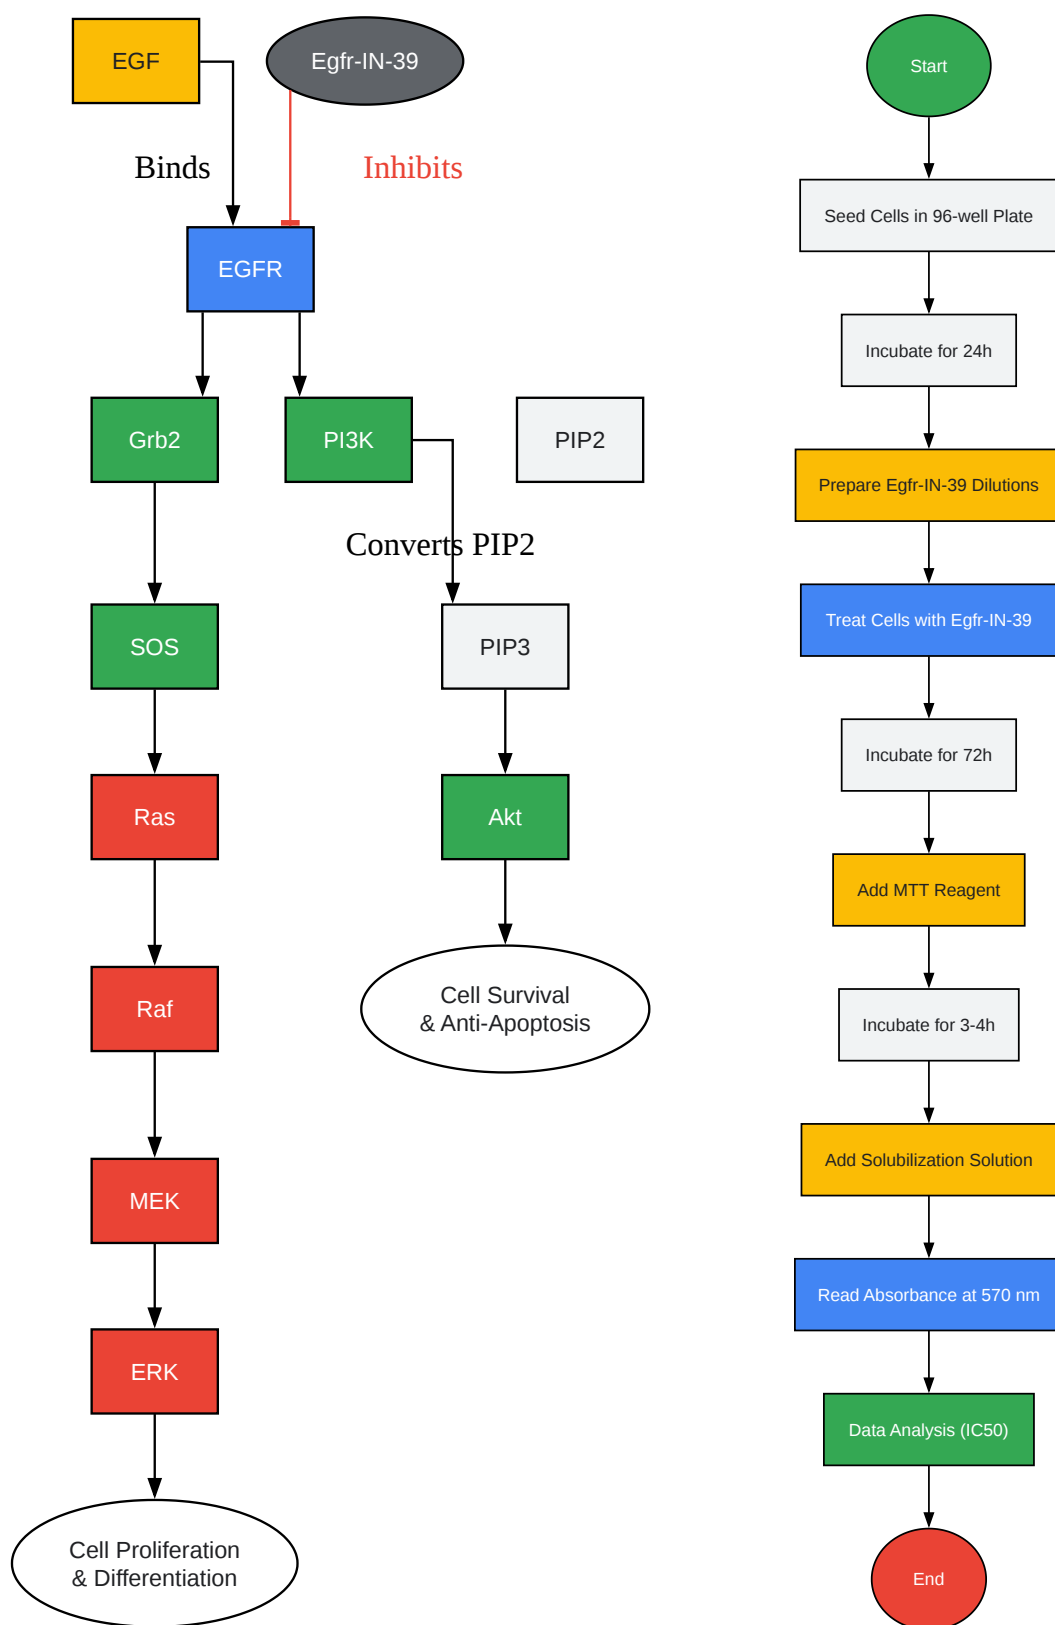 EGF
Egfr-IN-39
Binds
Inhibits
EGFR
Grb2
PI3K
PIP2
Converts PIP2
SOS
PIP3
Ras
Akt
Raf
Cell Survival
& Anti-Apoptosis
MEK
ERK
Cell Proliferation
& Differentiation
Start
Seed Cells in 96-well Plate
Incubate for 24h
Prepare Egfr-IN-39 Dilutions
Treat Cells with Egfr-IN-39
Incubate for 72h
Add MTT Reagent
Incubate for 3-4h
Add Solubilization Solution
Read Absorbance at 570 nm
Data Analysis (IC50)
End